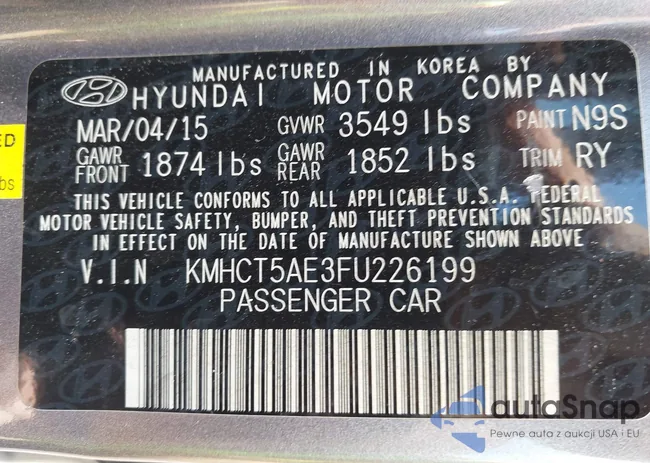 MANUFACTURED IN KOREA BY
HYUNDAI MOTOR COMPANY
MAR/04/15 GVWR 3549 lbs PAINT N9S
GAWR FRONT 1874 lbs GAWR REAR 1852 lbs TRIM RY
THIS VEHICLE CONFORMS TO ALL APPLICABLE U.S.A. FEDERAL
MOTOR VEHICLE SAFETY, BUMPER, AND THEFT PREVENTION STANDARDS
IN EFFECT ON THE DATE OF MANUFACTURE SHOWN ABOVE
V.I.N KMHCT5AE3FU226199
PASSENGER CAR
autoSnap
Pewne auta z aukcji USA i EU